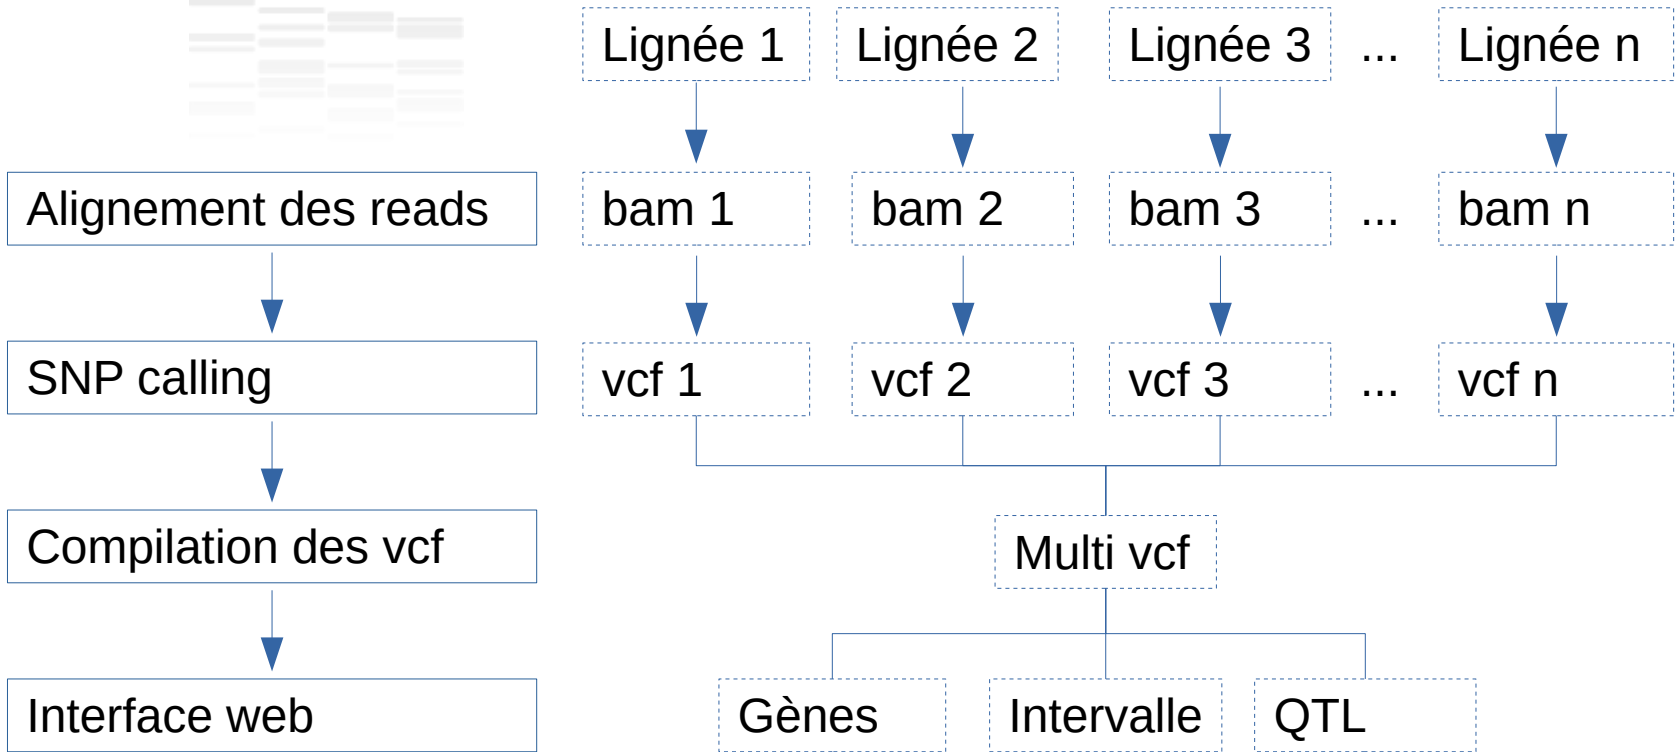 Lignée 1 Lignée 2 Lignée 3 ... Lignée n
Alignement des reads bam 1 bam 2 bam 3 ... bam n
SNP calling vcf 1 vcf 2 vcf 3 ... vcf n
Compilation des vcf Multi vcf
Interface web Gènes Intervalle QTL